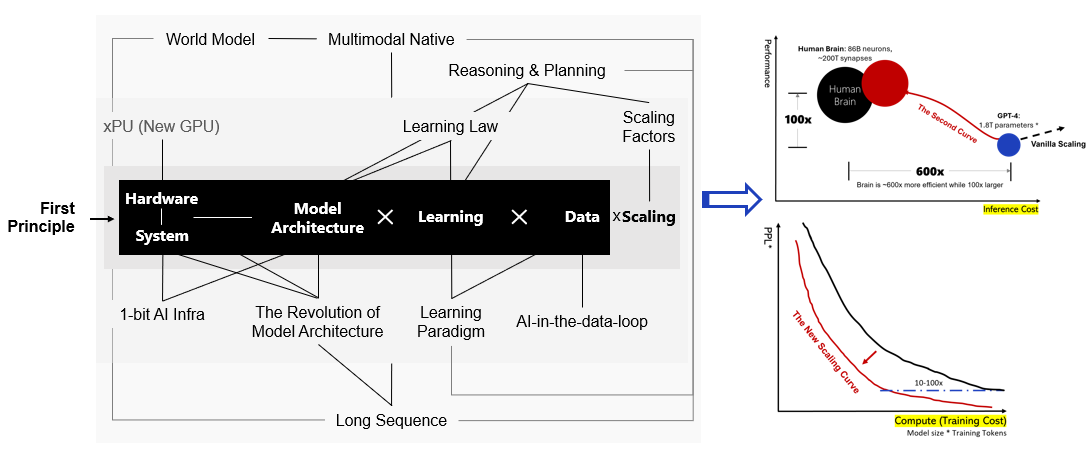 World Model
Multimodal Native
Reasoning & Planning
xPU (New GPU)
Learning Law
Scaling
Factors
First
Principle
Hardware
System
Model
Architecture
×
Learning
×
Data
x
Scaling
1-bit AI Infra
The Revolution of
Model Architecture
Learning
Paradigm
AI-in-the-data-loop
Long Sequence
Performance
Human Brain: 86B neurons,
~200T synapses
Human
Brain
100x
The Second Curve
GPT-4:
1.8T parameters *
Vanilla Scaling
600x
Brain is ~600x more efficient while 100x larger
Inference Cost
PPL*
The New Scaling Curve
10-100x
Compute (Training Cost)
Model size * Training Tokens